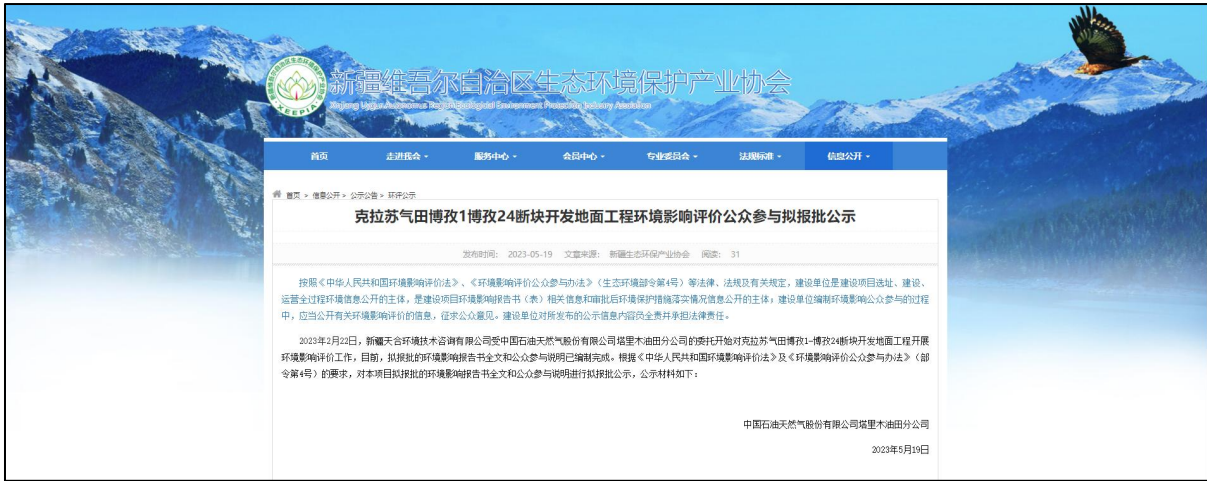 新疆维吾尔自治区生态环境保护产业协会
Xinjiang Uygur Autonomous Region Ecological Environment Protection Industry Association
·XEEPIA·
首页 走进我会 服务中心 会员中心 专业委员会 法规标准 信息公开
首页 > 信息公开 > 公示公告 > 环评公示
克拉苏气田博孜1博孜24断块开发地面工程环境影响评价公众参与拟报批公示
发布时间: 2023-05-19 文章来源: 新疆生态环保产业协会 阅读: 31
按照《中华人民共和国环境影响评价法》、《环境影响评价公众参与办法》(生态环境部令第4号)等法律、法规及有关规定,建设单位是建设项目选址、建设、
运营全过程环境信息公开的主体,是建设项目环境影响报告书(表)相关信息和审批后环境保护措施落实情况信息公开的主体;建设单位编制环境影响公众参与的过程
中,应当公开有关环境影响评价的信息,征求公众意见。建设单位对所发布的公示信息内容负全责并承担法律责任。
2023年2月22日,新疆天合环境技术咨询有限公司受中国石油天然气股份有限公司塔里木油田分公司的委托开始对克拉苏气田博孜1-博孜24断块开发地面工程开展
环境影响评价工作,目前,拟报批的环境影响报告书全文和公众参与说明已编制完成。根据《中华人民共和国环境影响评价法》及《环境影响评价公众参与办法》(部
令第4号)的要求,对本项目拟报批的环境影响报告书全文和公众参与说明进行拟报批公示,公示材料如下:
中国石油天然气股份有限公司塔里木油田分公司
2023年5月19日